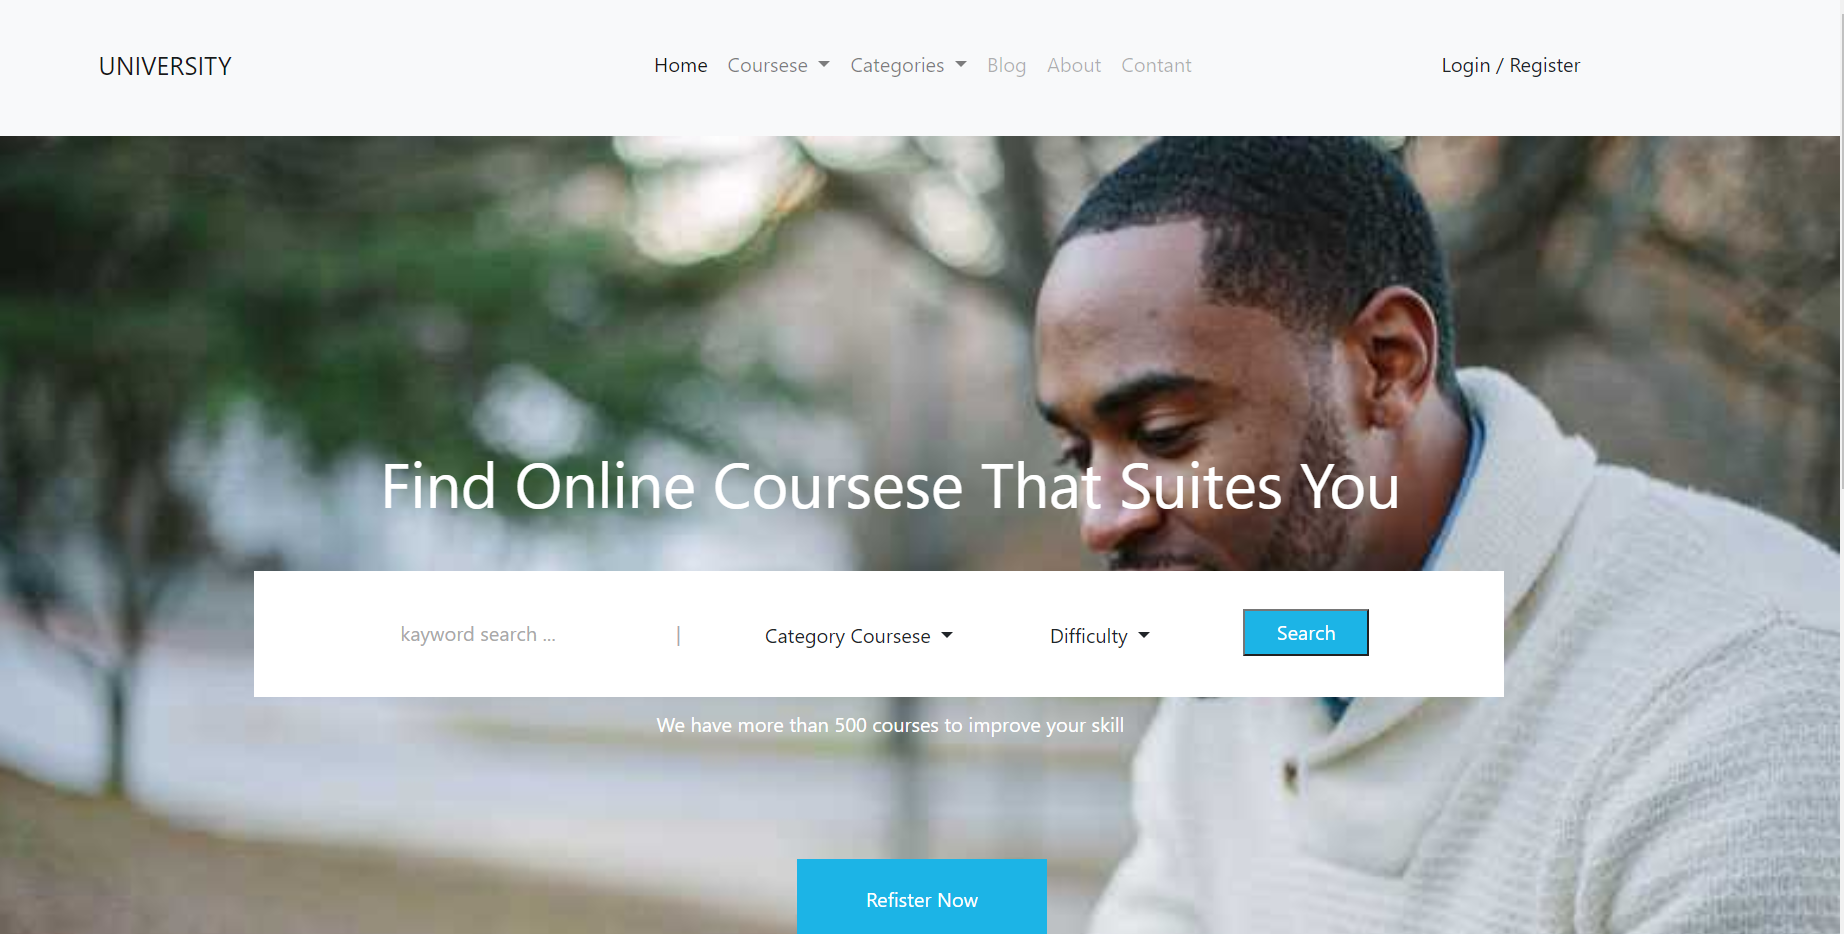 UNIVERSITY
Home Coursese Categories Blog About Contant
Login / Register
Find Online Coursese That Suites You
kayword search ... | Category Coursese Difficulty Search
We have more than 500 courses to improve your skill
Refister Now